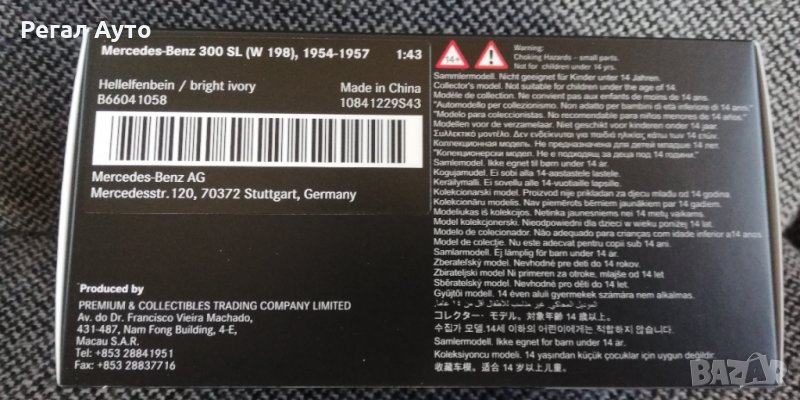 Регал Ауто
Mercedes-Benz 300 SL (W 198), 1954-1957 1:43
Hellelfenbein / bright ivory Made in China
B66041058 10841229S43
Mercedes-Benz AG
Mercedesstr.120, 70372 Stuttgart, Germany
Produced by
PREMIUM & COLLECTIBLES TRADING COMPANY LIMITED
Av. do Dr. Francisco Vieira Machado,
431-487, Nam Fong Building, 4-E,
Macau S.A.R.
Tel: +853 28841951
Fax: +853 28837716
14+
Warning:
Choking Hazards - small parts.
Not for children under 14 yrs.
Sammlermodell. Nicht geeignet für Kinder unter 14 Jahren.
Collector's model. Not suitable for children under the age of 14.
Modèle de collection. Ne convient pas aux enfants de moins de 14 ans.
"Automodello per collezionismo. Non adatto per bambini di età inferiore di 14 anni."
"Modelo para coleccionistas. No recomendable para niños menores de 14 años."
Modellen voor de verzamelaar. Niet geschikt voor kinderen onder 14 jaar.
Συλλεκτικό μοντέλο. Δεν ενδείκνυται για παιδιά ηλικίας κάτω των 14 ετών.
Коллекционная модель. Не предназначена для детей младше 14 лет.
"Колекционерски модел. Не е подходящ за деца под 14 години."
Samlemodel. Ikke egnet til børn under 14 år.
Kogujamudel. Ei sobi alla 14-aastastele lastele.
Keräilymalli. Ei sovellu alle 14-vuotiaille lapsille.
Kolekcionarski model. Proizvod nije prikladan za djecu mlađu od 14 godina.
Kolekcionāru modelis. Nav piemērots bērniem jaunākiem par 14 gadiem.
Modeliukas iš kolekcijos. Netinka jaunesniems nei 14 metų vaikams.
Model kolekcjonerski. Nieodpowiedni dla dzieci w wieku poniżej 14 lat.
Modelo de colecionador. Não adequado para crianças com idade inferior a14 anos.
Model de colecție. Nu este adecvat pentru copii sub 14 ani.
Samlarmodell. Ej lämplig för barn under 14 år.
Zberateľský model. Nevhodné pre deti do 14 rokov.
Zbirateljski model Ni primeren za otroke, mlajše od 14 let
Sběratelský model. Nevhodné pro děti do 14 let.
Gyűjtői modell. 14 éven aluli gyermekek számára nem alkalmas.
الموديل المحاكي. غير مناسب للأطفال أقل من ١٤ عاما.
コレクター・モデル。対象年齢 14 歳以上。
수집가 모델. 14세 이하의 어린이에게는 적합하지 않습니다.
Samlermodell. Ikke egnet for barn under 14 år.
Koleksiyoncu modeli. 14 yaşından küçük çocuklar için uygun değildir.
收藏车模。适合 14 岁以上儿童。
BAZAR